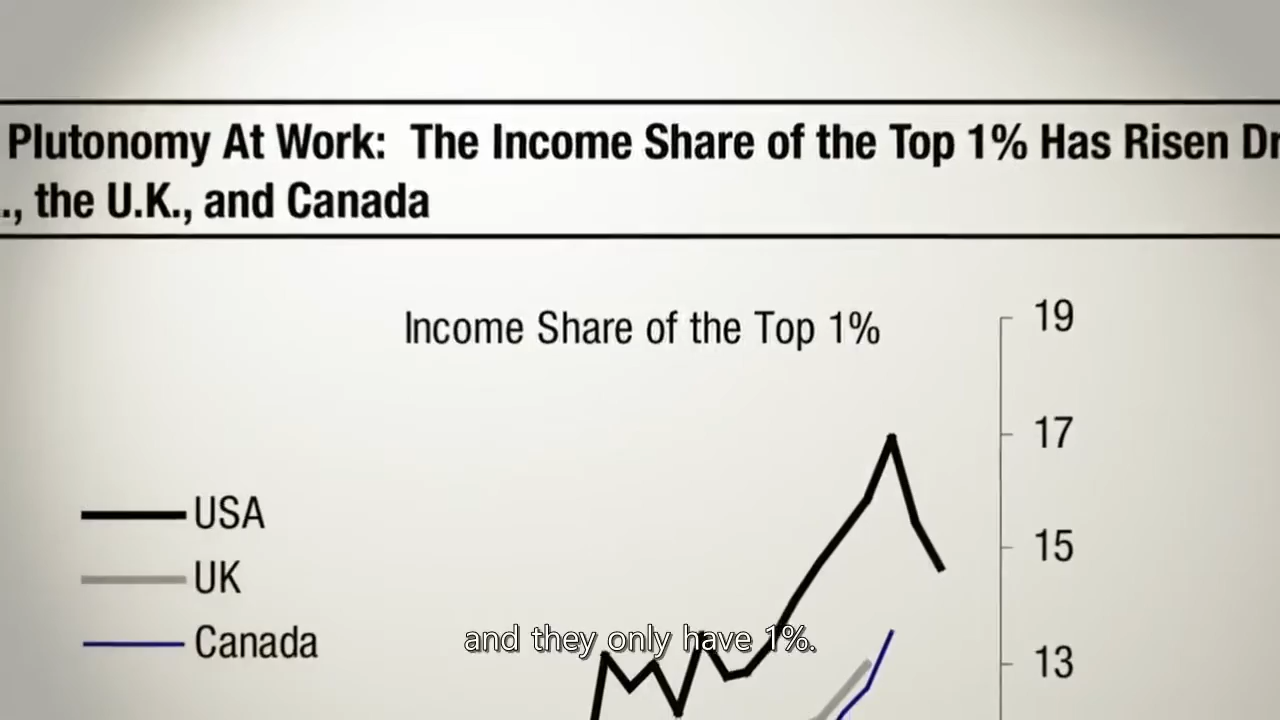 Plutonomy At Work: The Income Share of the Top 1% Has Risen Dr
., the U.K., and Canada
Income Share of the Top 1%
19
17
15
13
USA
UK
Canada
and they only have 1%.